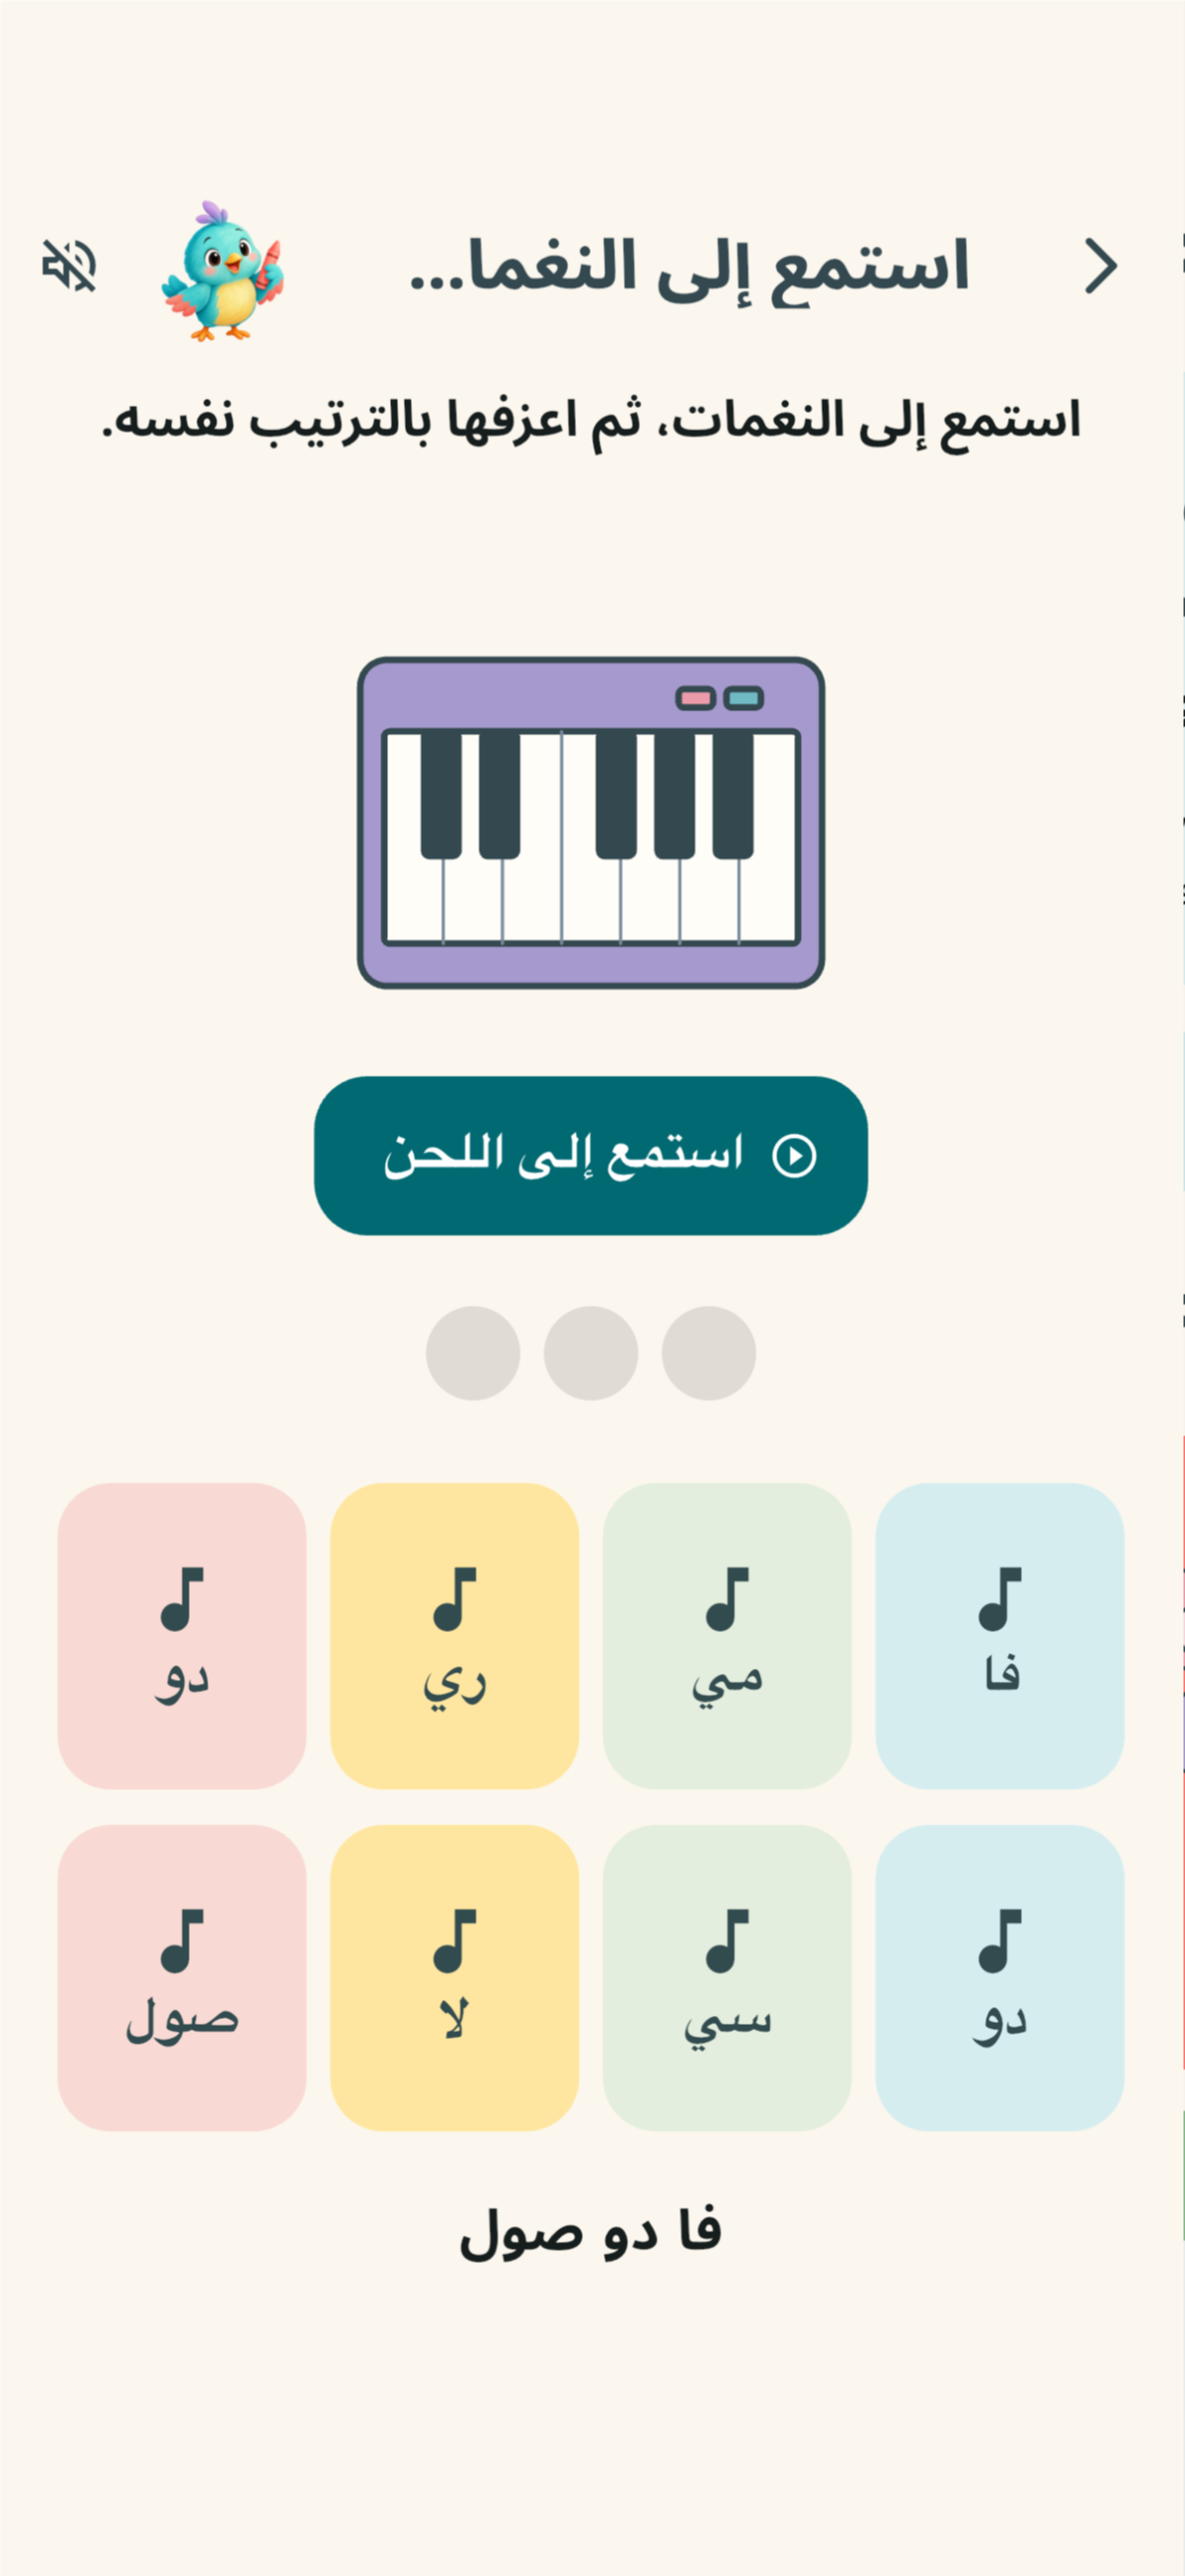 استمع إلى النغما...
استمع إلى النغمات، ثم اعزفها بالترتيب نفسه.
استمع إلى اللحن
دو ري مي فا
صول لا سي دو
فا دو صول